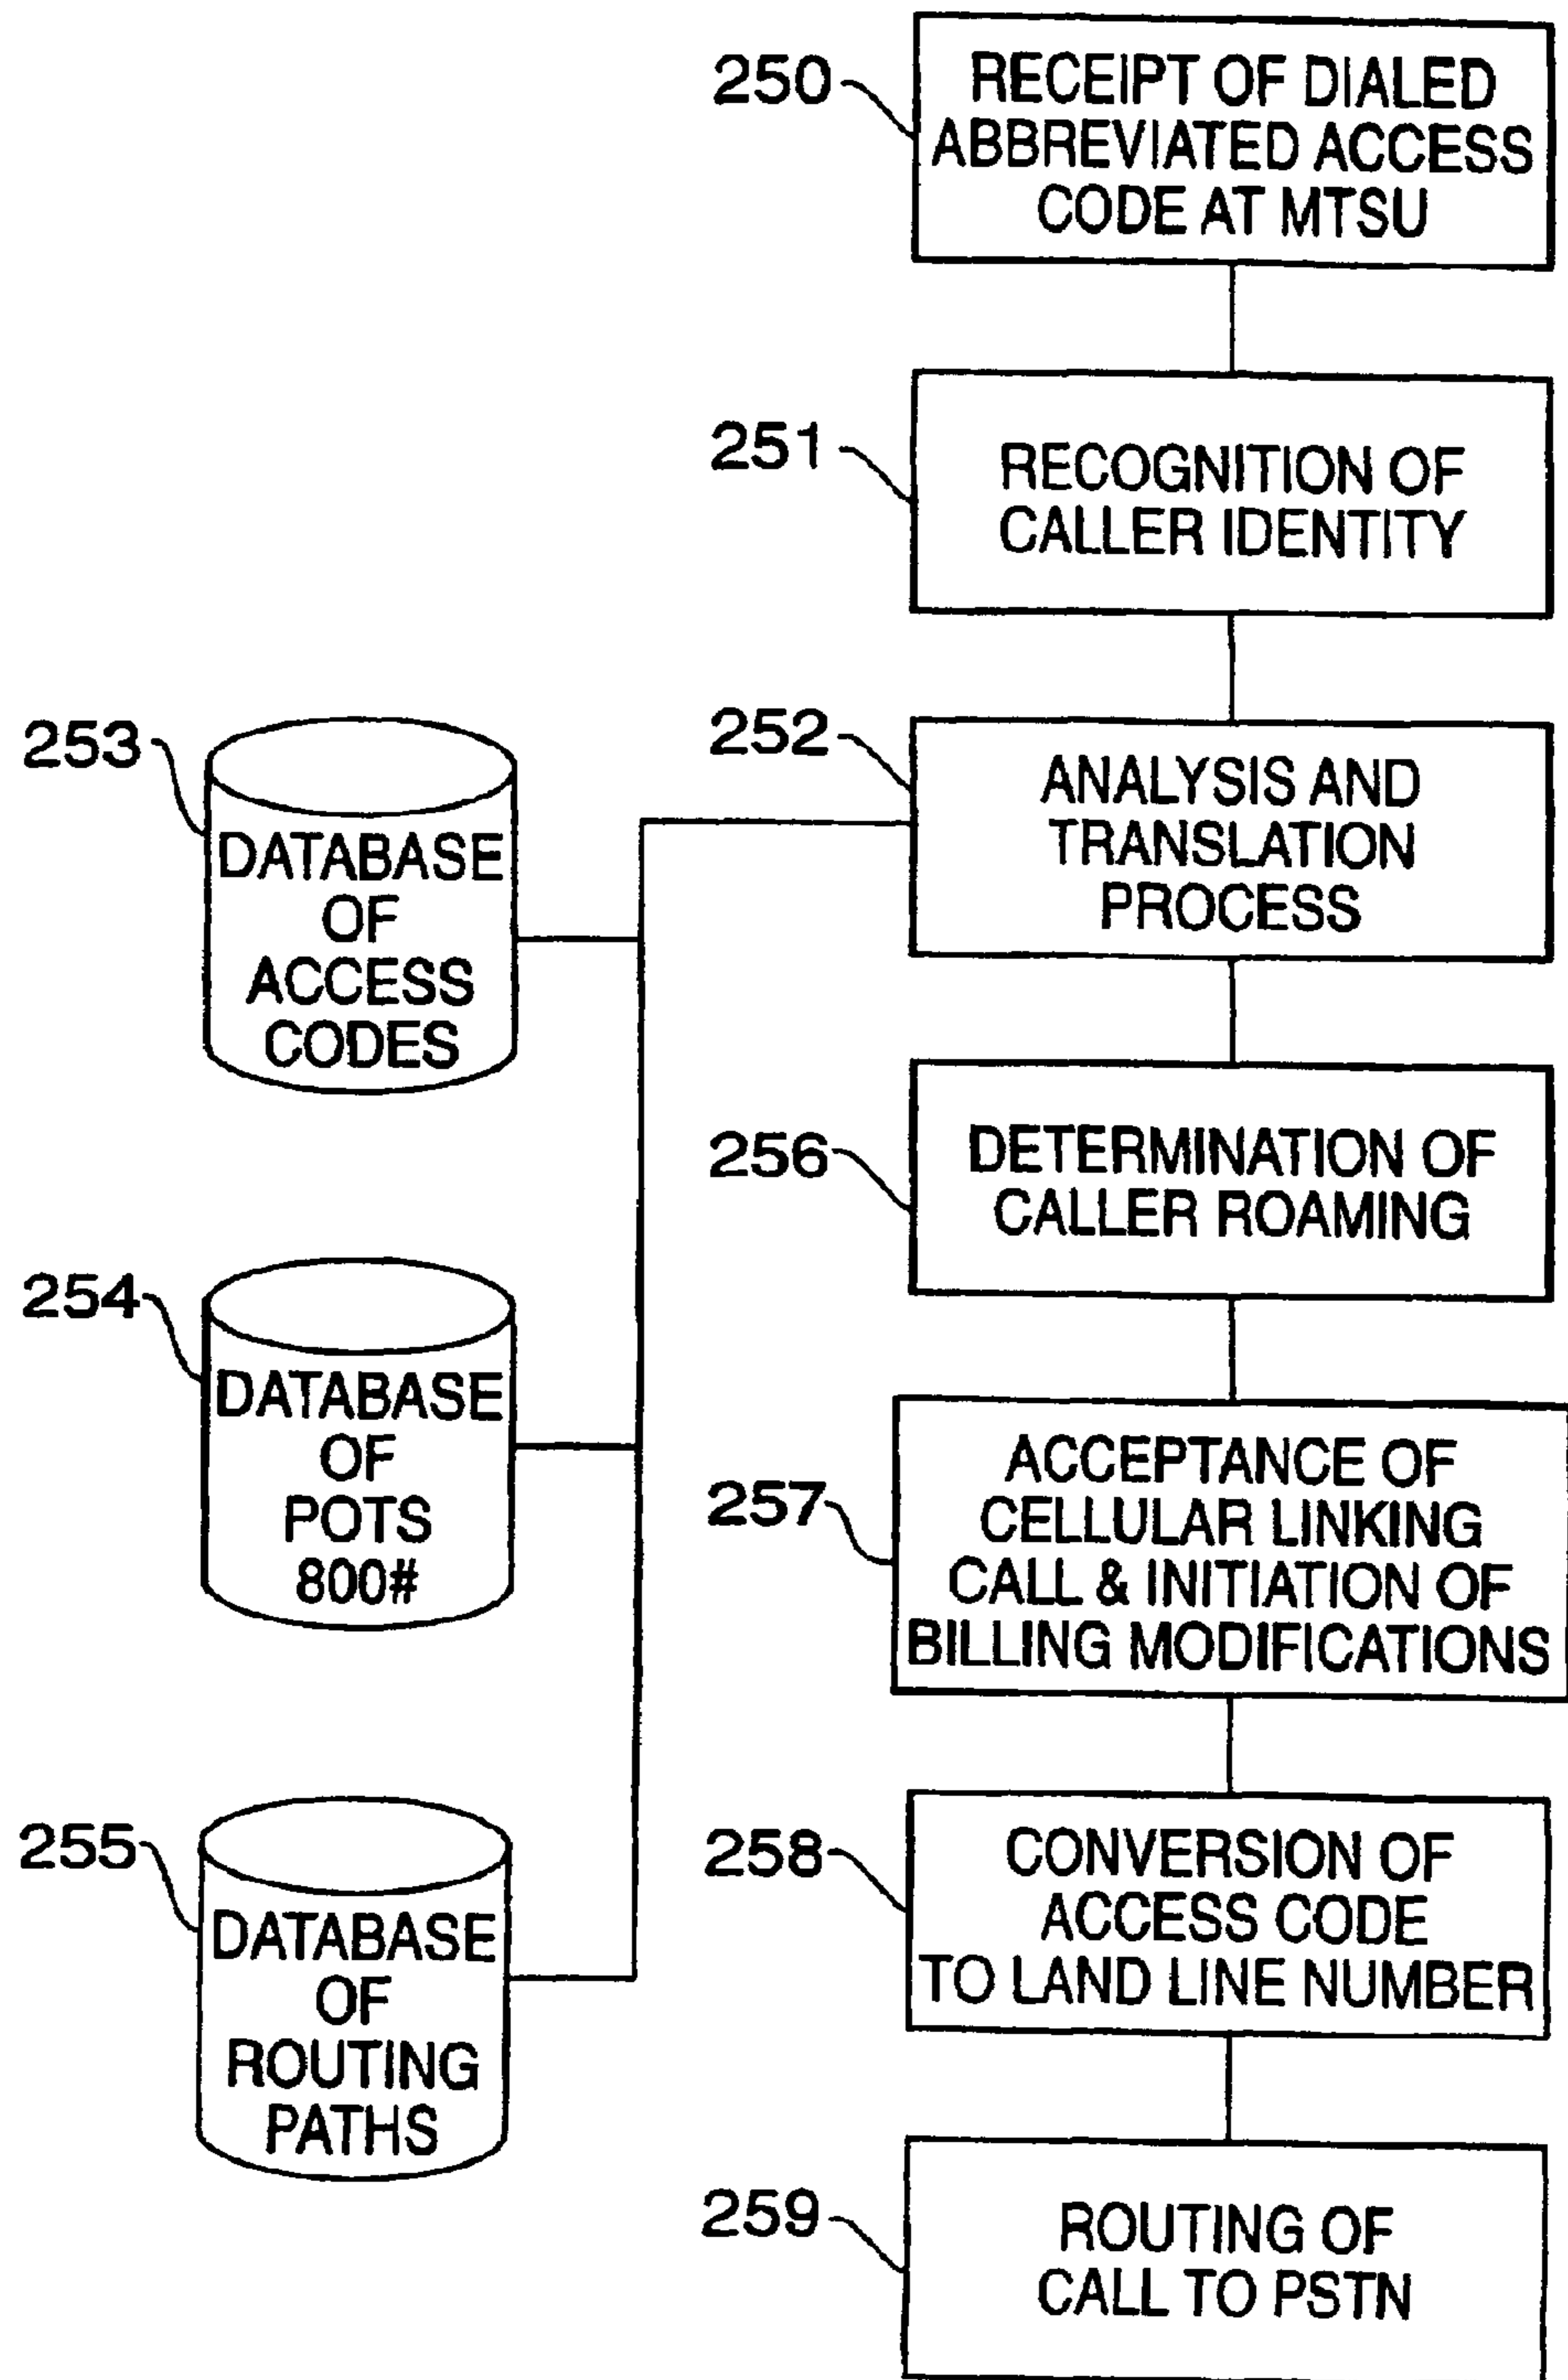 250
RECEIPT OF DIALED
ABBREVIATED ACCESS
CODE AT MTSU
251
RECOGNITION OF
CALLER IDENTITY
253
DATABASE
OF
ACCESS
CODES
252
ANALYSIS AND
TRANSLATION
PROCESS
256
DETERMINATION OF
CALLER ROAMING
254
DATABASE
OF
POTS
800#
257
ACCEPTANCE OF
CELLULAR LINKING
CALL & INITIATION OF
BILLING MODIFICATIONS
255
DATABASE
OF
ROUTING
PATHS
258
CONVERSION OF
ACCESS CODE
TO LAND LINE NUMBER
259
ROUTING OF
CALL TO PSTN